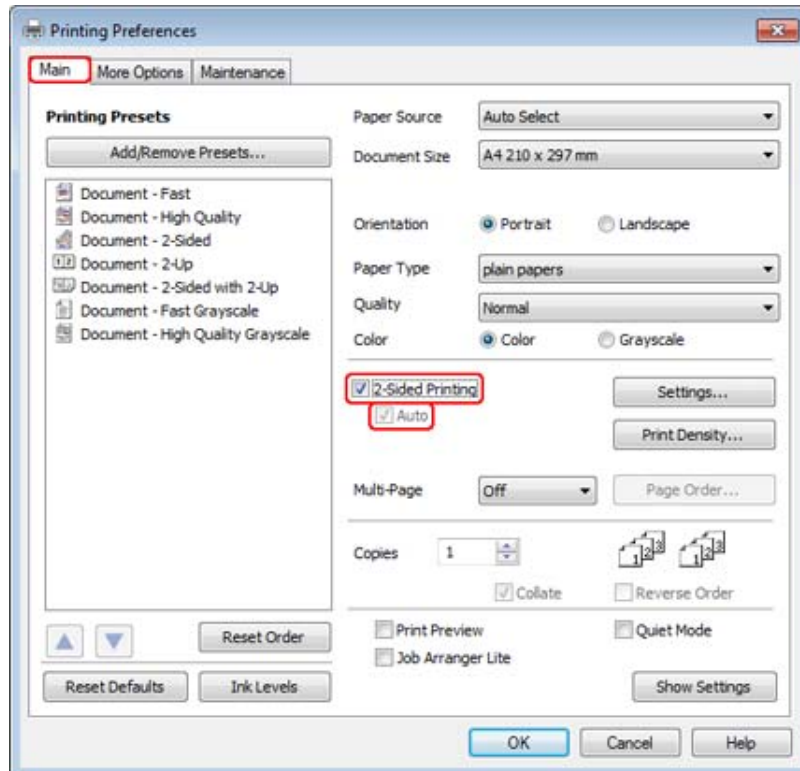 Printing Preferences
Main More Options Maintenance
Printing Presets
Add/Remove Presets...
Document - Fast
Document - High Quality
Document - 2-Sided
Document - 2-Up
Document - 2-Sided with 2-Up
Document - Fast Grayscale
Document - High Quality Grayscale
Reset Order
Reset Defaults Ink Levels
Paper Source Auto Select
Document Size A4 210 x 297 mm
Orientation Portrait Landscape
Paper Type plain papers
Quality Normal
Color Color Grayscale
2-Sided Printing Settings...
Auto
Print Density...
Multi-Page Off Page Order...
Copies 1
Collate Reverse Order
Print Preview Quiet Mode
Job Arranger Lite
Show Settings
OK Cancel Help